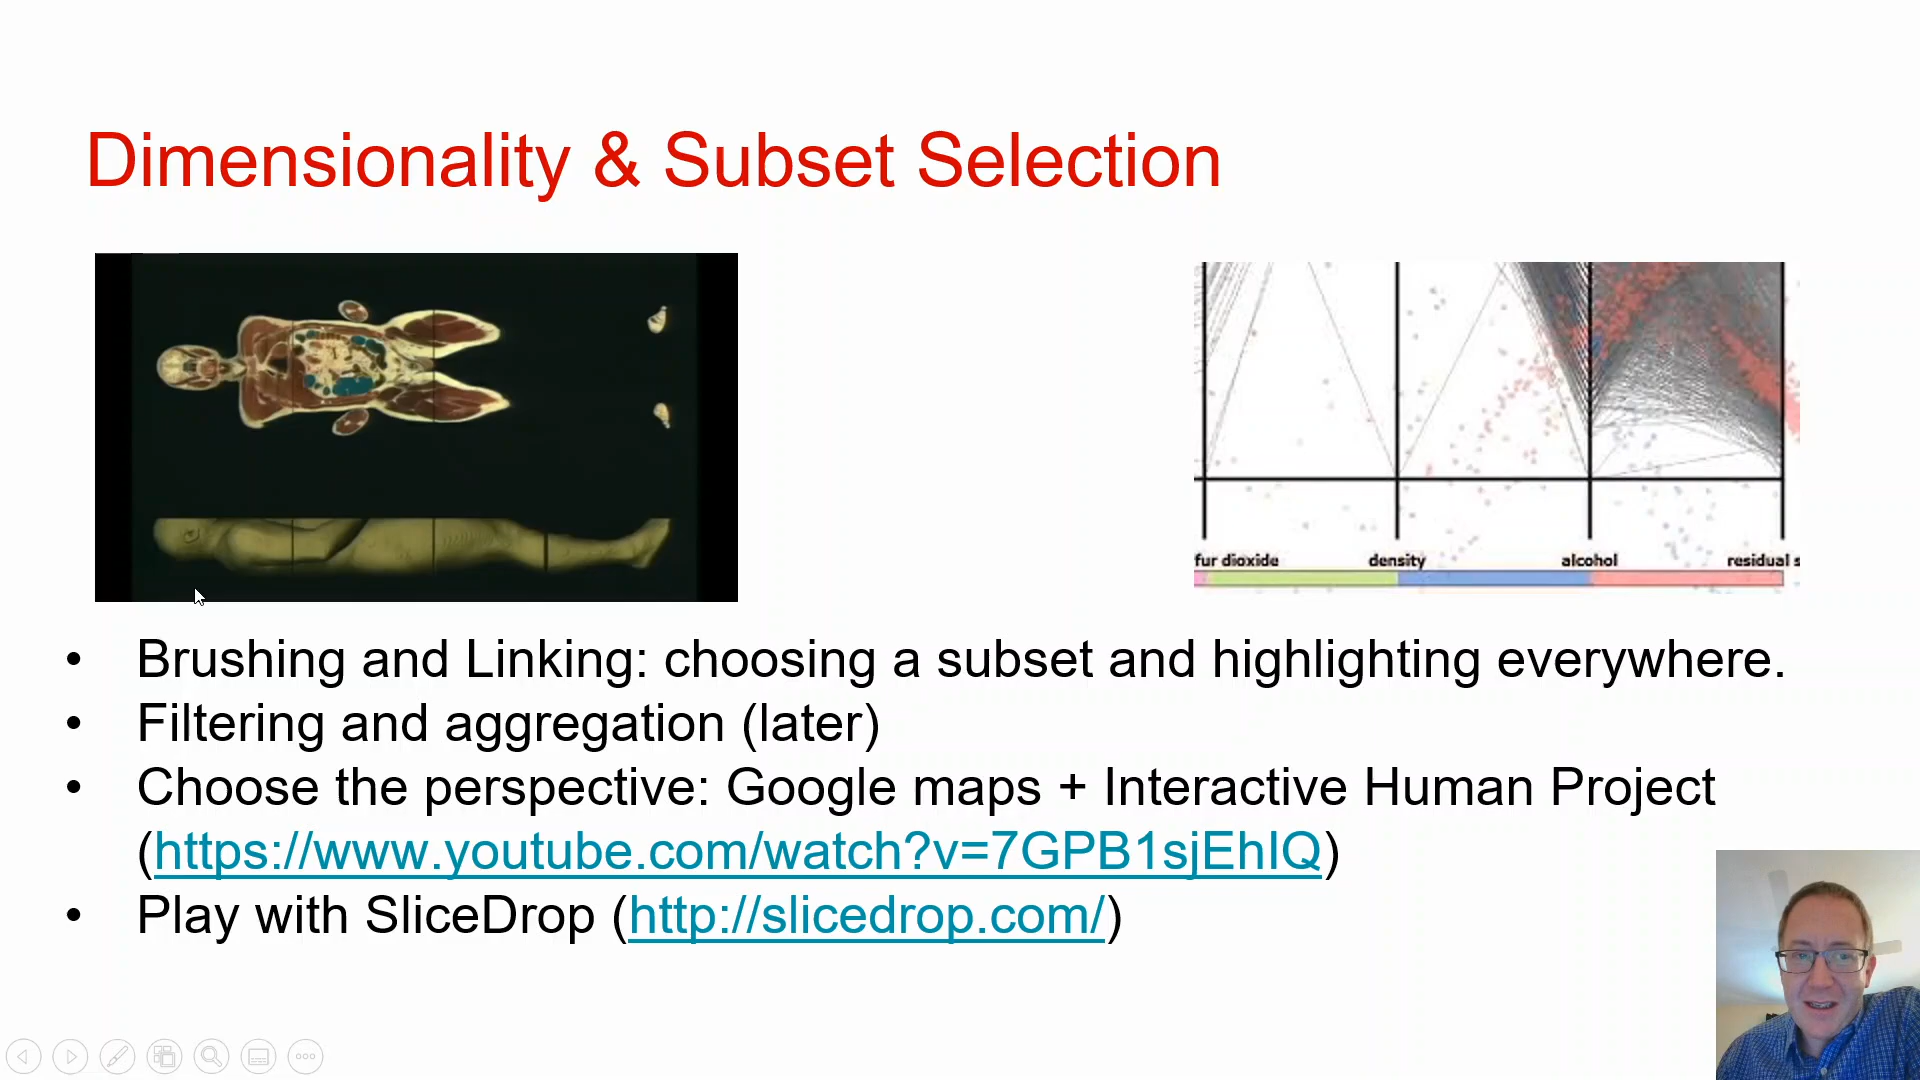 Dimensionality & Subset Selection
fur dioxide density alcohol residual s
• Brushing and Linking: choosing a subset and highlighting everywhere.
• Filtering and aggregation (later)
• Choose the perspective: Google maps + Interactive Human Project
(https://www.youtube.com/watch?v=7GPB1sjEhIQ)
• Play with SliceDrop (http://slicedrop.com/)